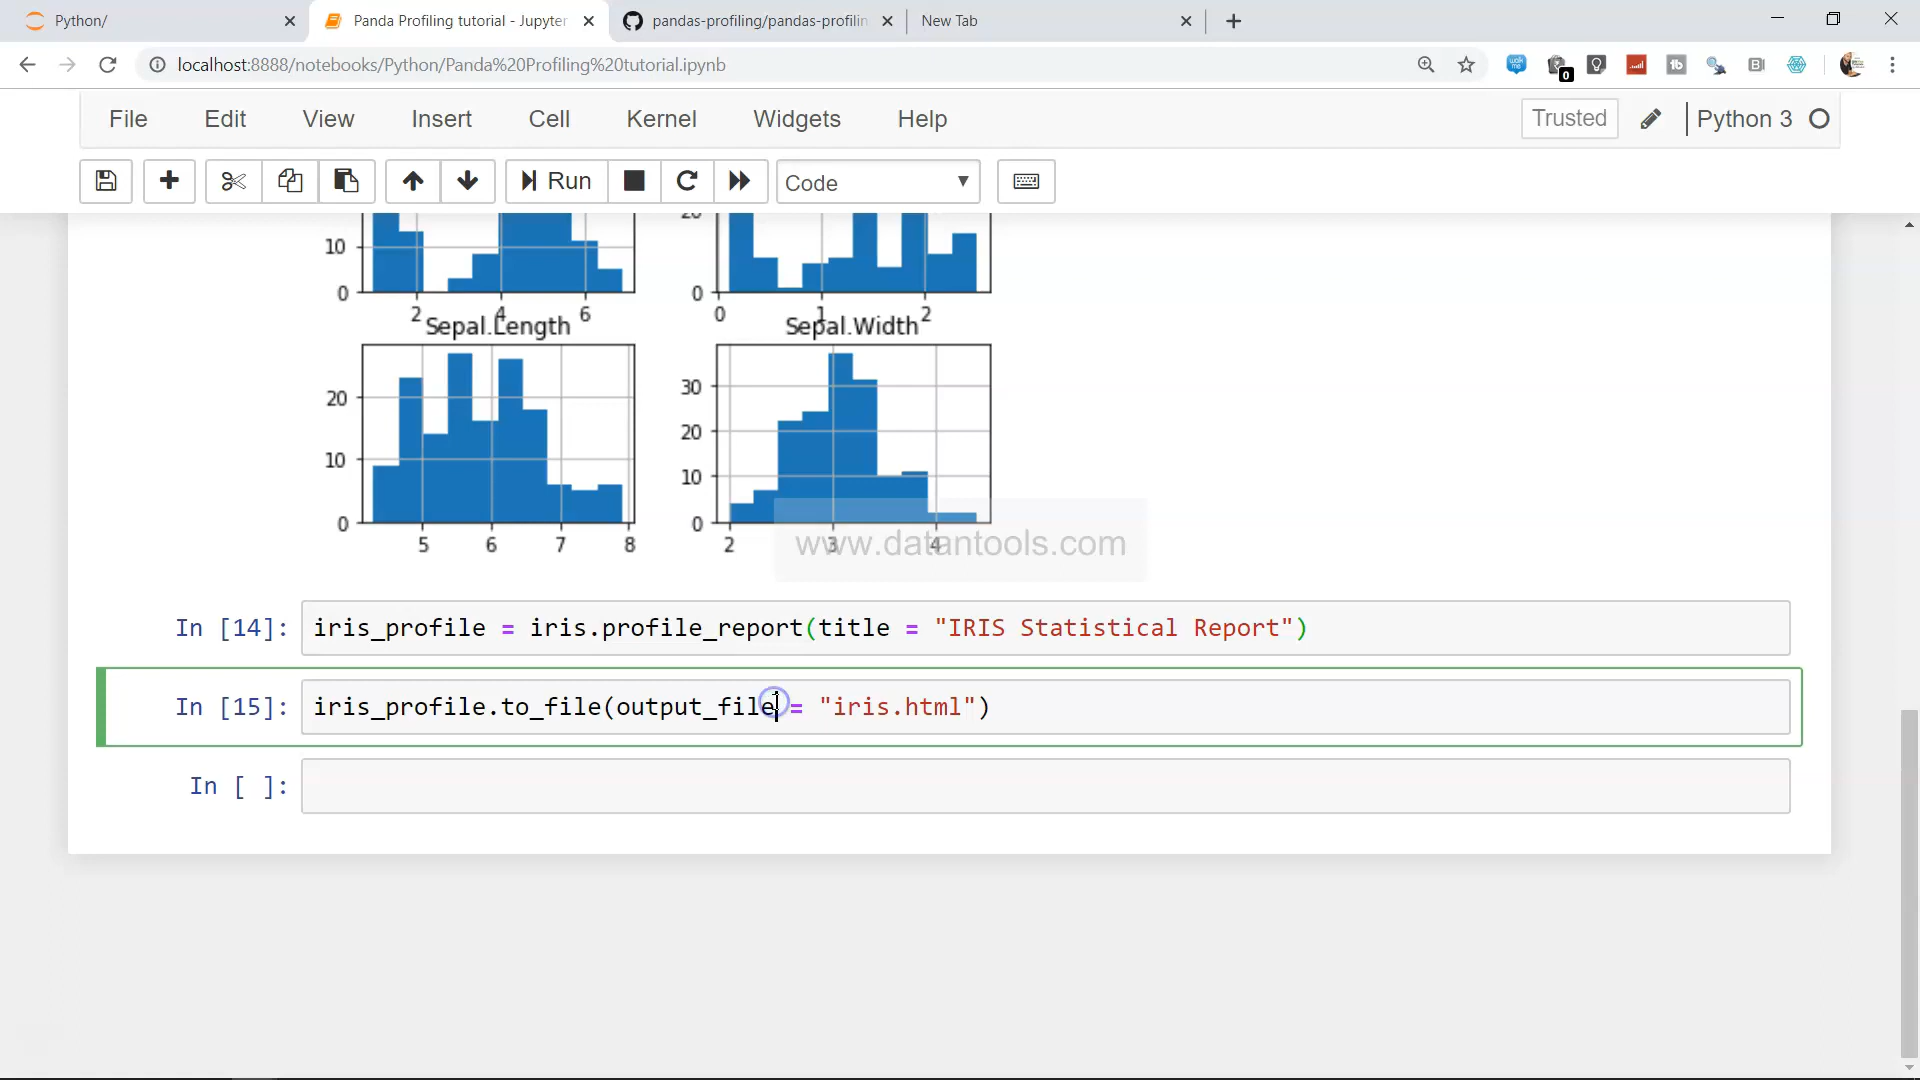 Python/
Panda Profiling tutorial - Jupyter
pandas-profiling/pandas-profilin
New Tab
localhost:8888/notebooks/Python/Panda%20Profiling%20tutorial.ipynb
0
File Edit View Insert Cell Kernel Widgets Help
Trusted
Python 3
Run
Code
10
0
2 4 6
20
0
0 1 2
Sepal.Length
Sepal.Width
20
10
0
5 6 7 8
30
20
10
0
2 3 4
www.datantools.com
In [14]: iris_profile = iris.profile_report(title = "IRIS Statistical Report")
In [15]: iris_profile.to_file(output_file = "iris.html")
In [ ]: